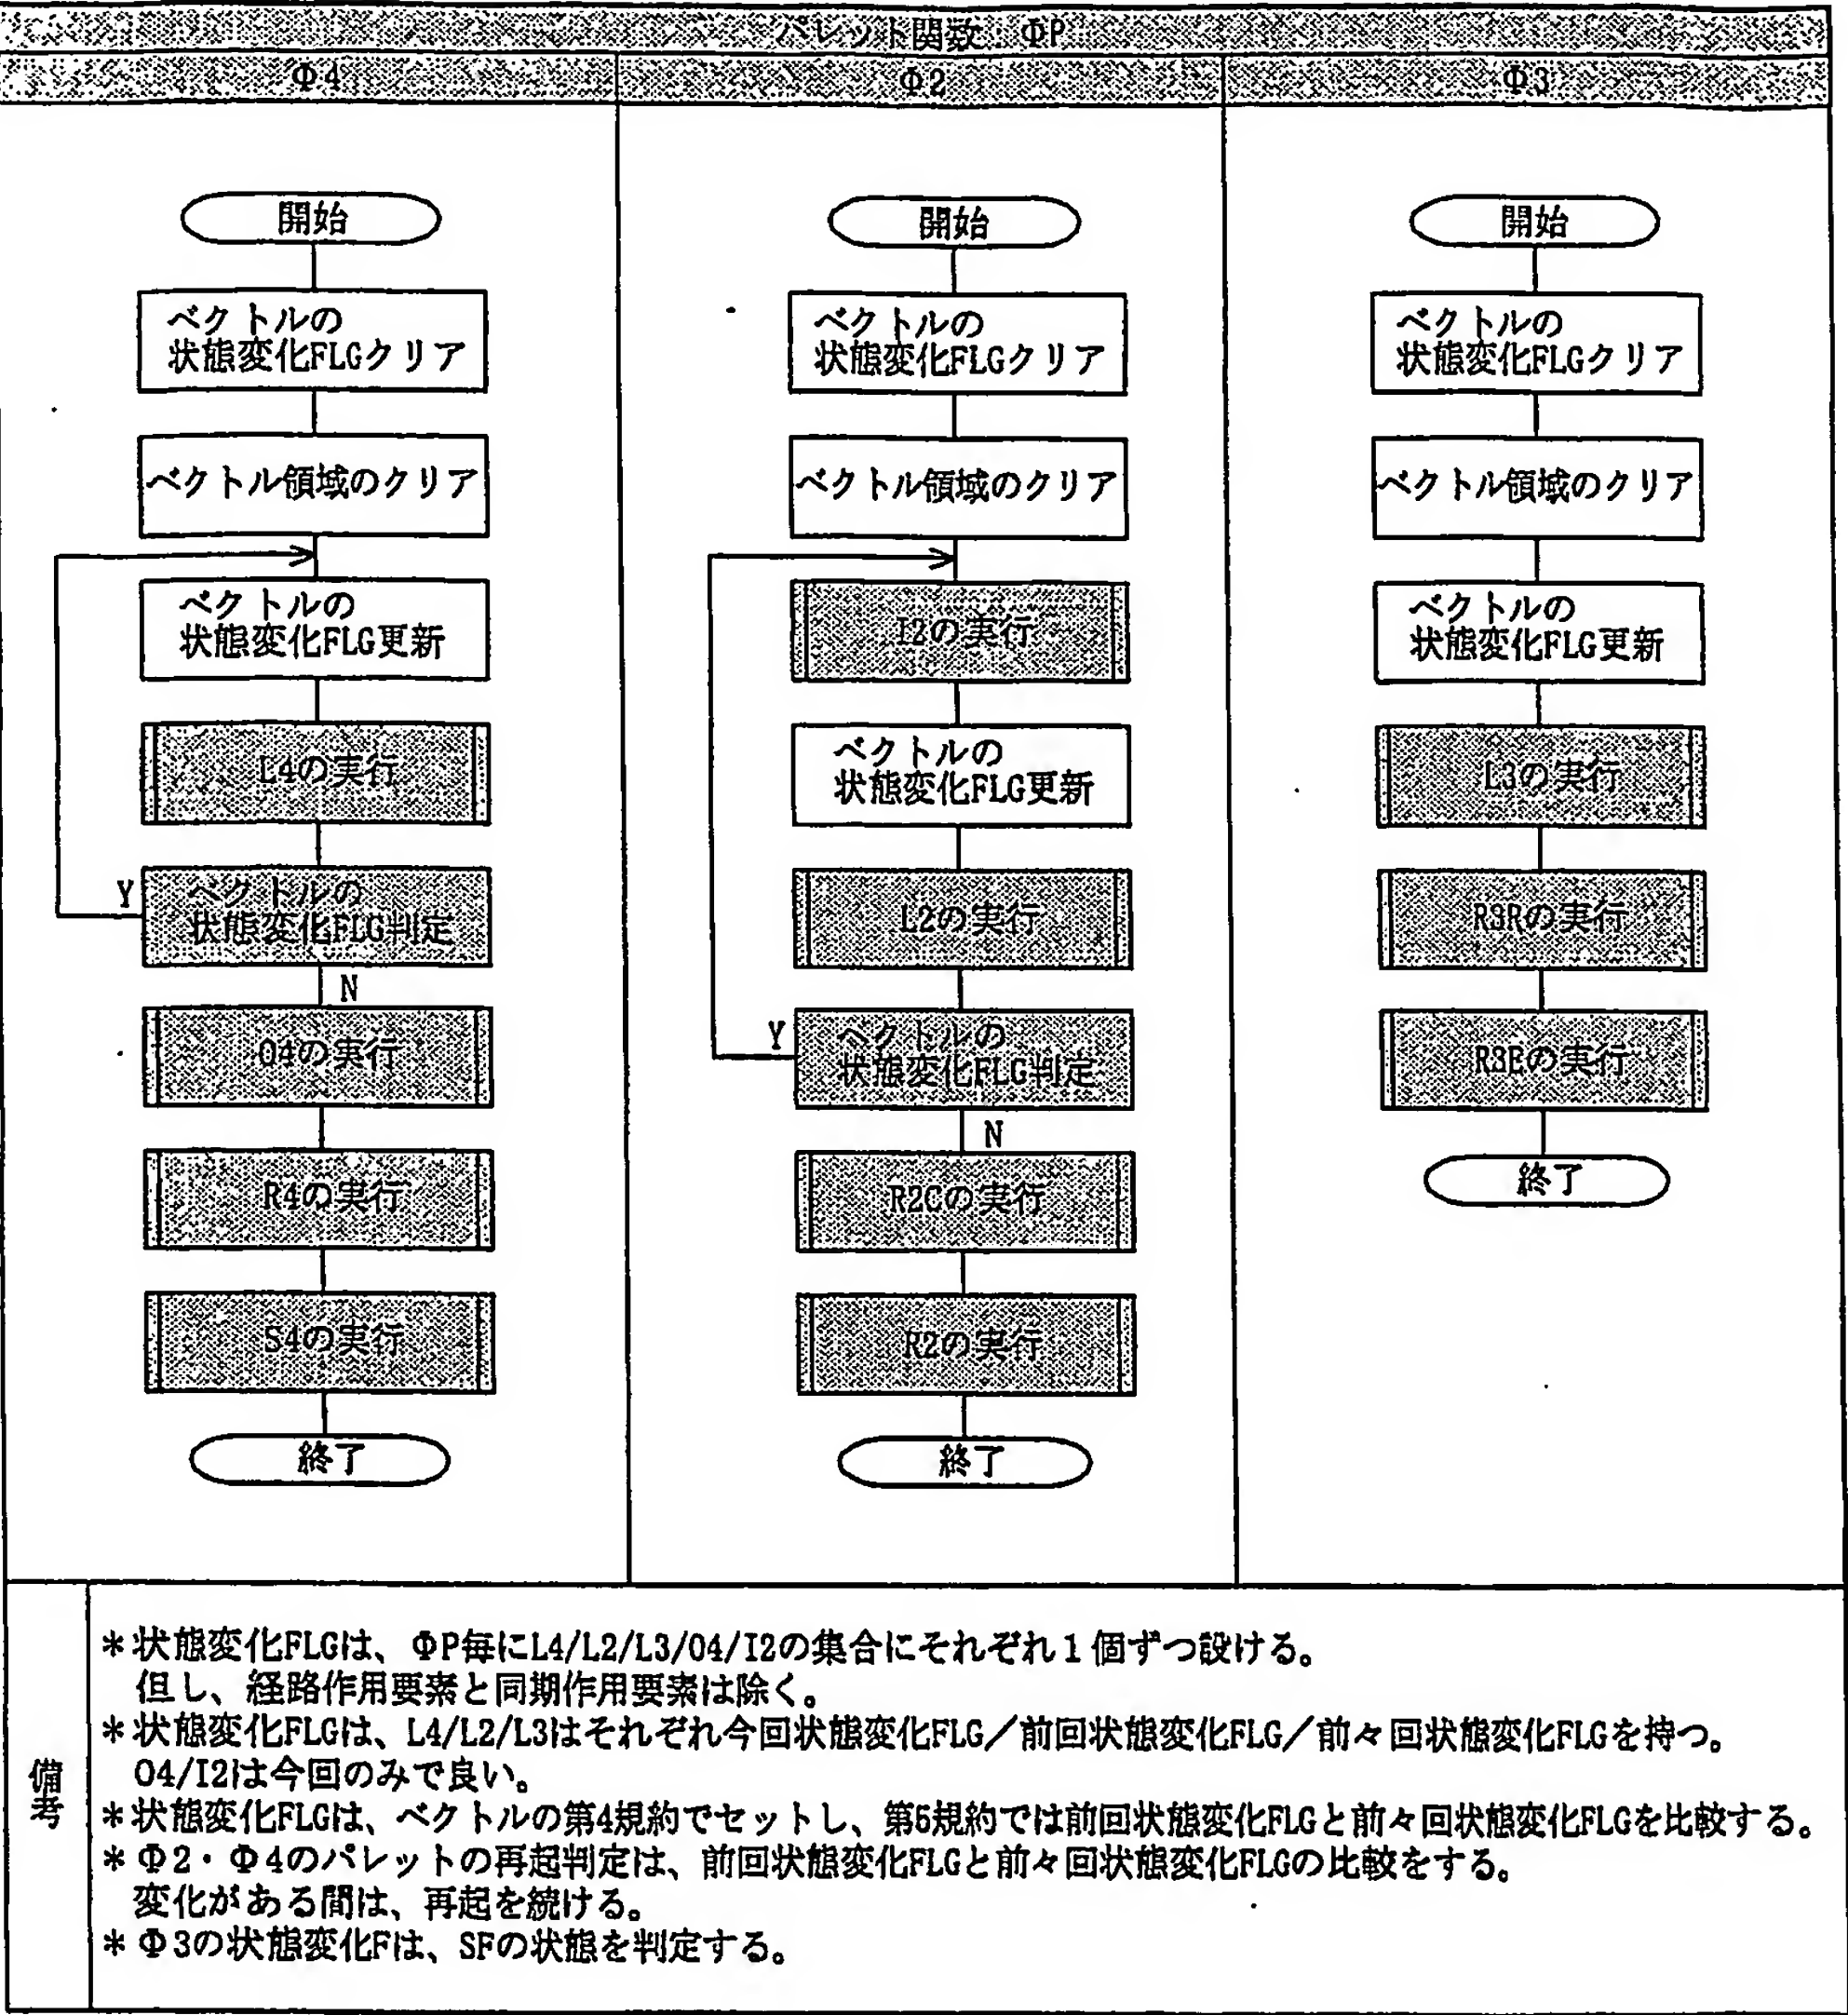 パレット関数 ΦP
Φ4
Φ2
Φ3
開始
ベクトルの
状態変化FLGクリア
ベクトル領域のクリア
ベクトルの
状態変化FLG更新
L4の実行
ベクトルの
状態変化FLG判定
Y
N
O4の実行
R4の実行
S4の実行
終了
開始
ベクトルの
状態変化FLGクリア
ベクトル領域のクリア
I2の実行
ベクトルの
状態変化FLG更新
L2の実行
ベクトルの
状態変化FLG判定
Y
N
R2Cの実行
R2の実行
終了
開始
ベクトルの
状態変化FLGクリア
ベクトル領域のクリア
ベクトルの
状態変化FLG更新
L3の実行
R3Rの実行
R3Eの実行
終了
備考
*状態変化FLGは、ΦP毎にL4/L2/L3/O4/I2の集合にそれぞれ1個ずつ設ける。
但し、経路作用要素と同期作用要素は除く。
*状態変化FLGは、L4/L2/L3はそれぞれ今回状態変化FLG/前回状態変化FLG/前々回状態変化FLGを持つ。
O4/I2は今回のみで良い。
*状態変化FLGは、ベクトルの第4規約でセットし、第5規約では前回状態変化FLGと前々回状態変化FLGを比較する。
*Φ2・Φ4のパレットの再起判定は、前回状態変化FLGと前々回状態変化FLGの比較をする。
変化がある間は、再起を続ける。
*Φ3の状態変化Fは、SFの状態を判定する。